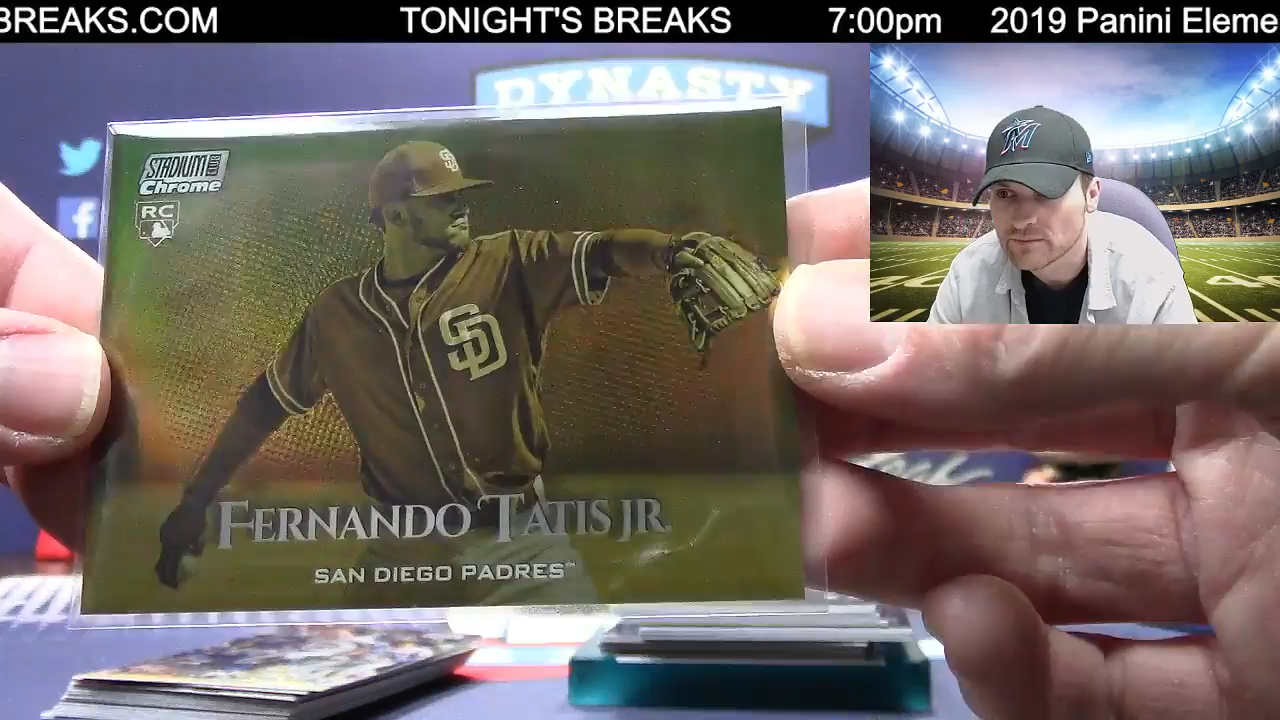 BREAKS.COM TONIGHT'S BREAKS 7:00pm 2019 Panini Eleme
DYNASTY
STADIUM CLUB
Chrome
RC
M
SD
SD
FERNANDO TATIS JR.
SAN DIEGO PADRES™